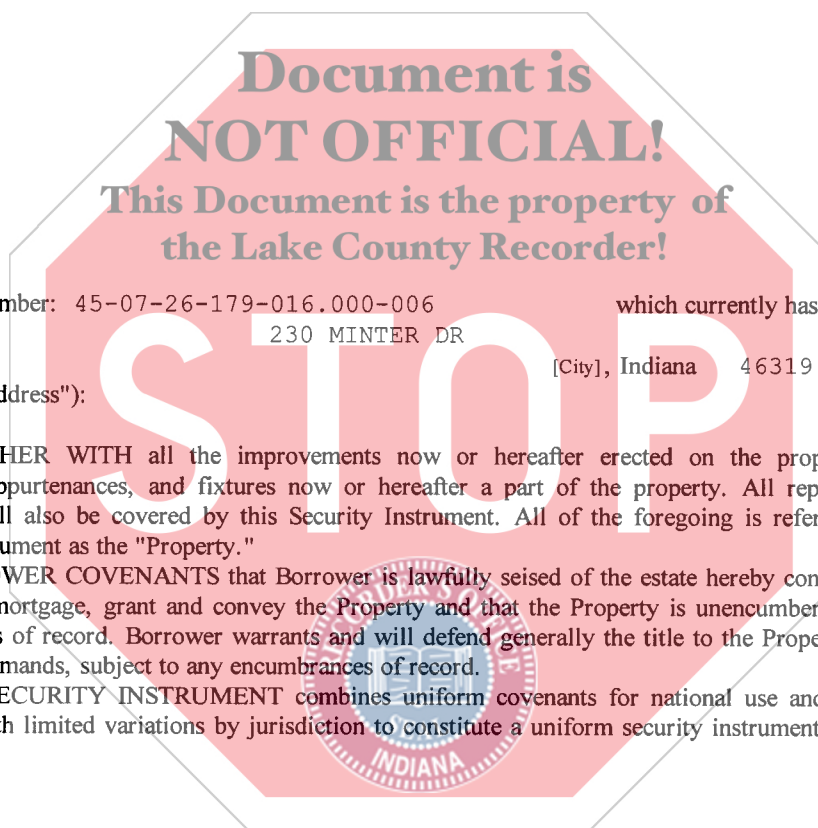 Document is
NOT OFFICIAL!
This Document is the property of
the Lake County Recorder!
mber: 45-07-26-179-016.000-006 which currently has
230 MINTER DR
[City], Indiana 46319
ddress"):
STOP
HER WITH all the improvements now or hereafter erected on the prop
ppurtenances, and fixtures now or hereafter a part of the property. All rep
ll also be covered by this Security Instrument. All of the foregoing is refer
ument as the "Property."
WER COVENANTS that Borrower is lawfully seised of the estate hereby con
mortgage, grant and convey the Property and that the Property is unencumber
s of record. Borrower warrants and will defend generally the title to the Prope
mands, subject to any encumbrances of record.
ECURITY INSTRUMENT combines uniform covenants for national use and
th limited variations by jurisdiction to constitute a uniform security instrument
RECORDER'S OFFICE
SEAL
INDIANA